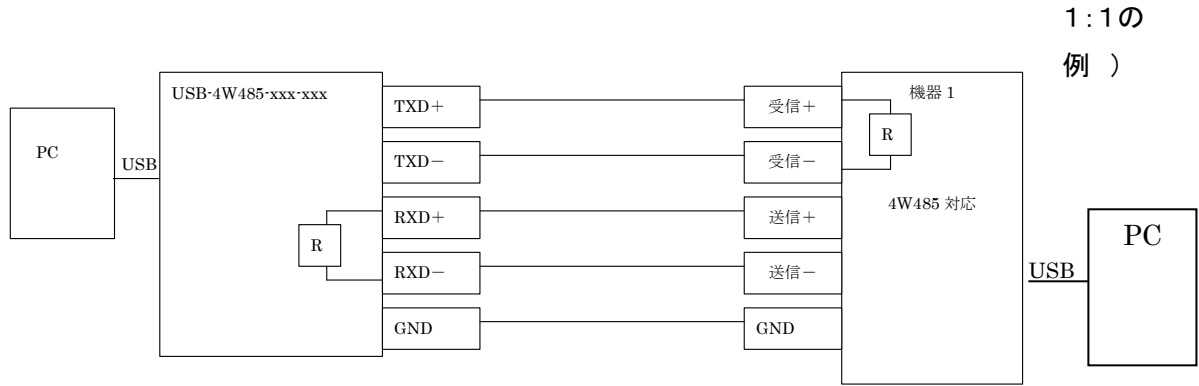 1:1の
例 )
USB-4W485-xxx-xxx
PC
USB
R
TXD+
TXD−
RXD+
RXD−
GND
受信+
受信−
送信+
送信−
GND
機器 1
R
4W485 対応
USB
PC